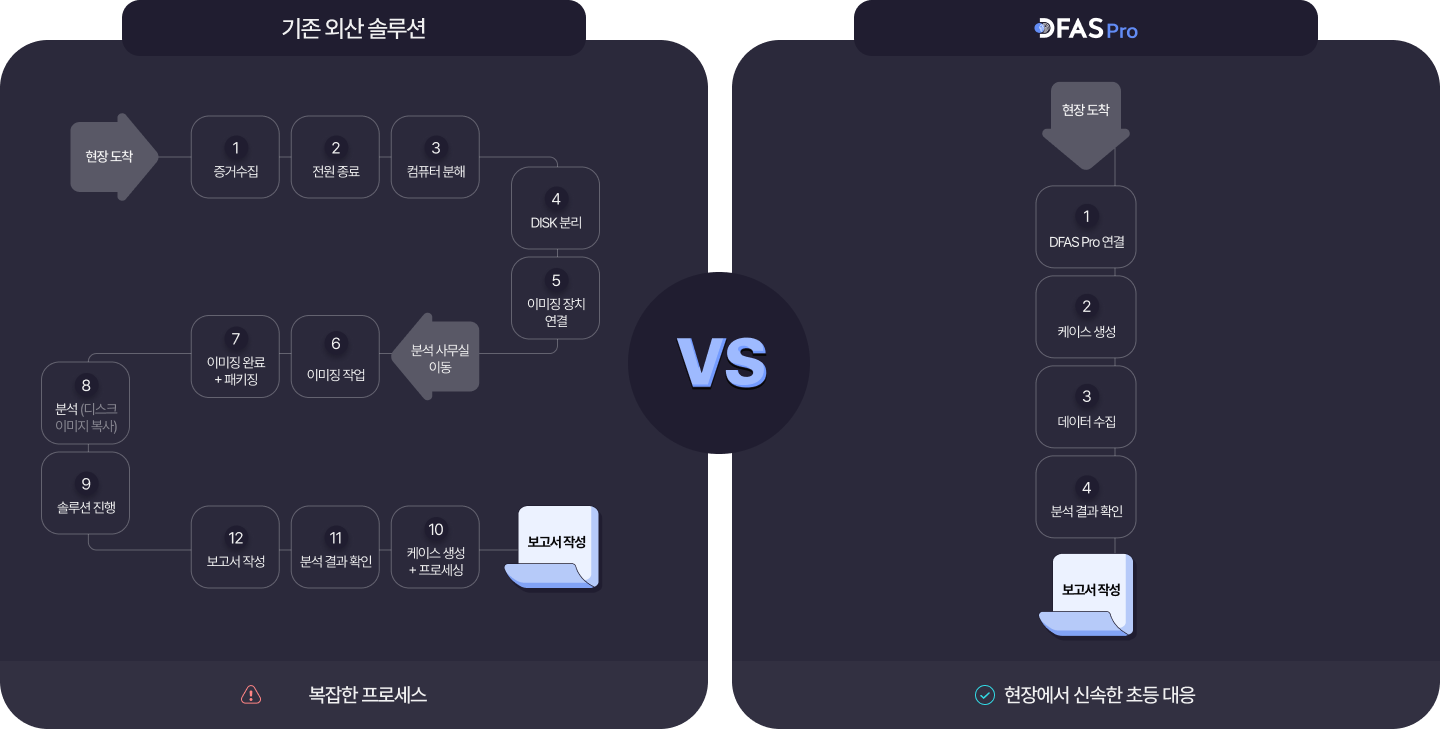 기존 외산 솔루션
현장 도착
1
증거수집
2
전원 종료
3
컴퓨터 분해
4
DISK 분리
5
이미징 장치
연결
분석 사무실
이동
6
이미징 작업
7
이미징 완료
+ 패키징
8
분석 (디스크
이미지 복사)
9
솔루션 진행
12
보고서 작성
11
분석 결과 확인
10
케이스 생성
+ 프로세싱
보고서 작성
복잡한 프로세스
VS
DFAS Pro
현장 도착
1
DFAS Pro 연결
2
케이스 생성
3
데이터 수집
4
분석 결과 확인
보고서 작성
현장에서 신속한 초등 대응